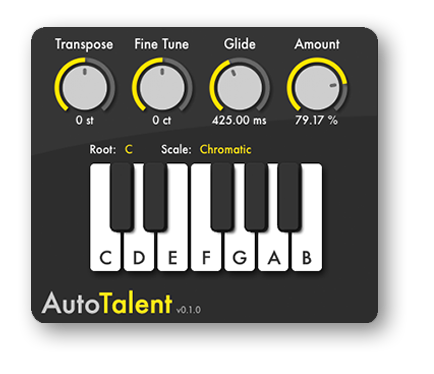 Transpose Fine Tune Glide Amount
0 st 0 ct 425.00 ms 79.17 %
Root: C Scale: Chromatic
C D E F G A B
AutoTalent v0.1.0